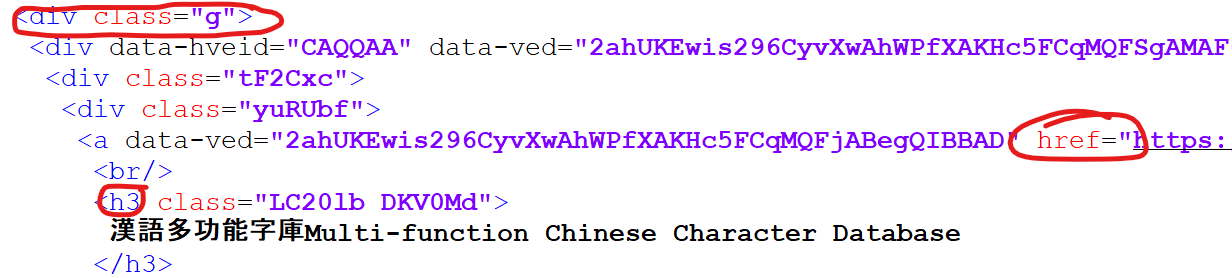 <div class="g">
<div data-hveid="CAQQAA" data-ved="2ahUKEwis296CyvXwAhWPfXAKHc5FCqMQFSgAMAF
<div class="tF2Cxc">
<div class="yuRUbf">
<a data-ved="2ahUKEwis296CyvXwAhWPfXAKHc5FCqMQFjABegQIBBAD" href="https:
<br/>
<h3 class="LC20lb DKV0Md">
漢語多功能字庫Multi-function Chinese Character Database
</h3>